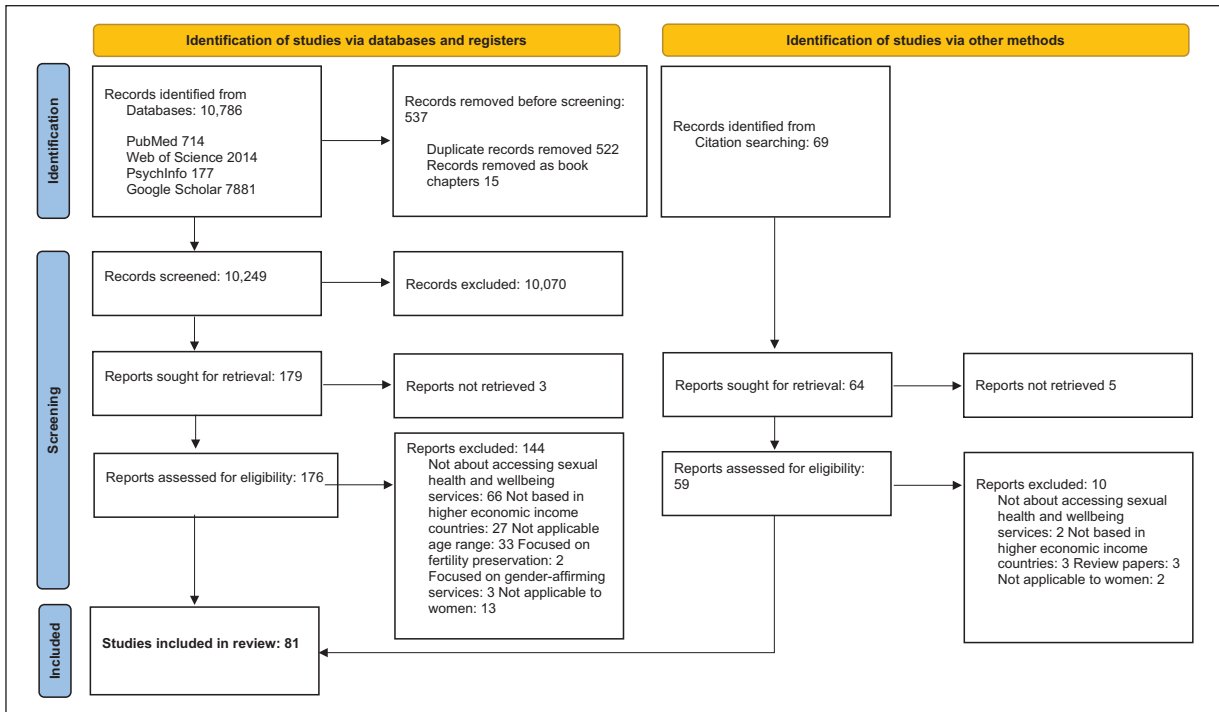 Identification of studies via databases and registers
Identification of studies via other methods
Identification
Records identified from
Databases: 10,786
PubMed 714
Web of Science 2014
PsychInfo 177
Google Scholar 7881
Records removed before screening:
537
Duplicate records removed 522
Records removed as book
chapters 15
Records identified from
Citation searching: 69
Screening
Records screened: 10,249
Records excluded: 10,070
Reports sought for retrieval: 179
Reports not retrieved 3
Reports sought for retrieval: 64
Reports not retrieved 5
Reports assessed for eligibility: 176
Reports excluded: 144
Not about accessing sexual
health and wellbeing
services: 66 Not based in
higher economic income
countries: 27 Not applicable
age range: 33 Focused on
fertility preservation: 2
Focused on gender-affirming
services: 3 Not applicable to
women: 13
Reports assessed for eligibility:
59
Reports excluded: 10
Not about accessing sexual
health and wellbeing
services: 2 Not based in
higher economic income
countries: 3 Review papers: 3
Not applicable to women: 2
Included
Studies included in review: 81